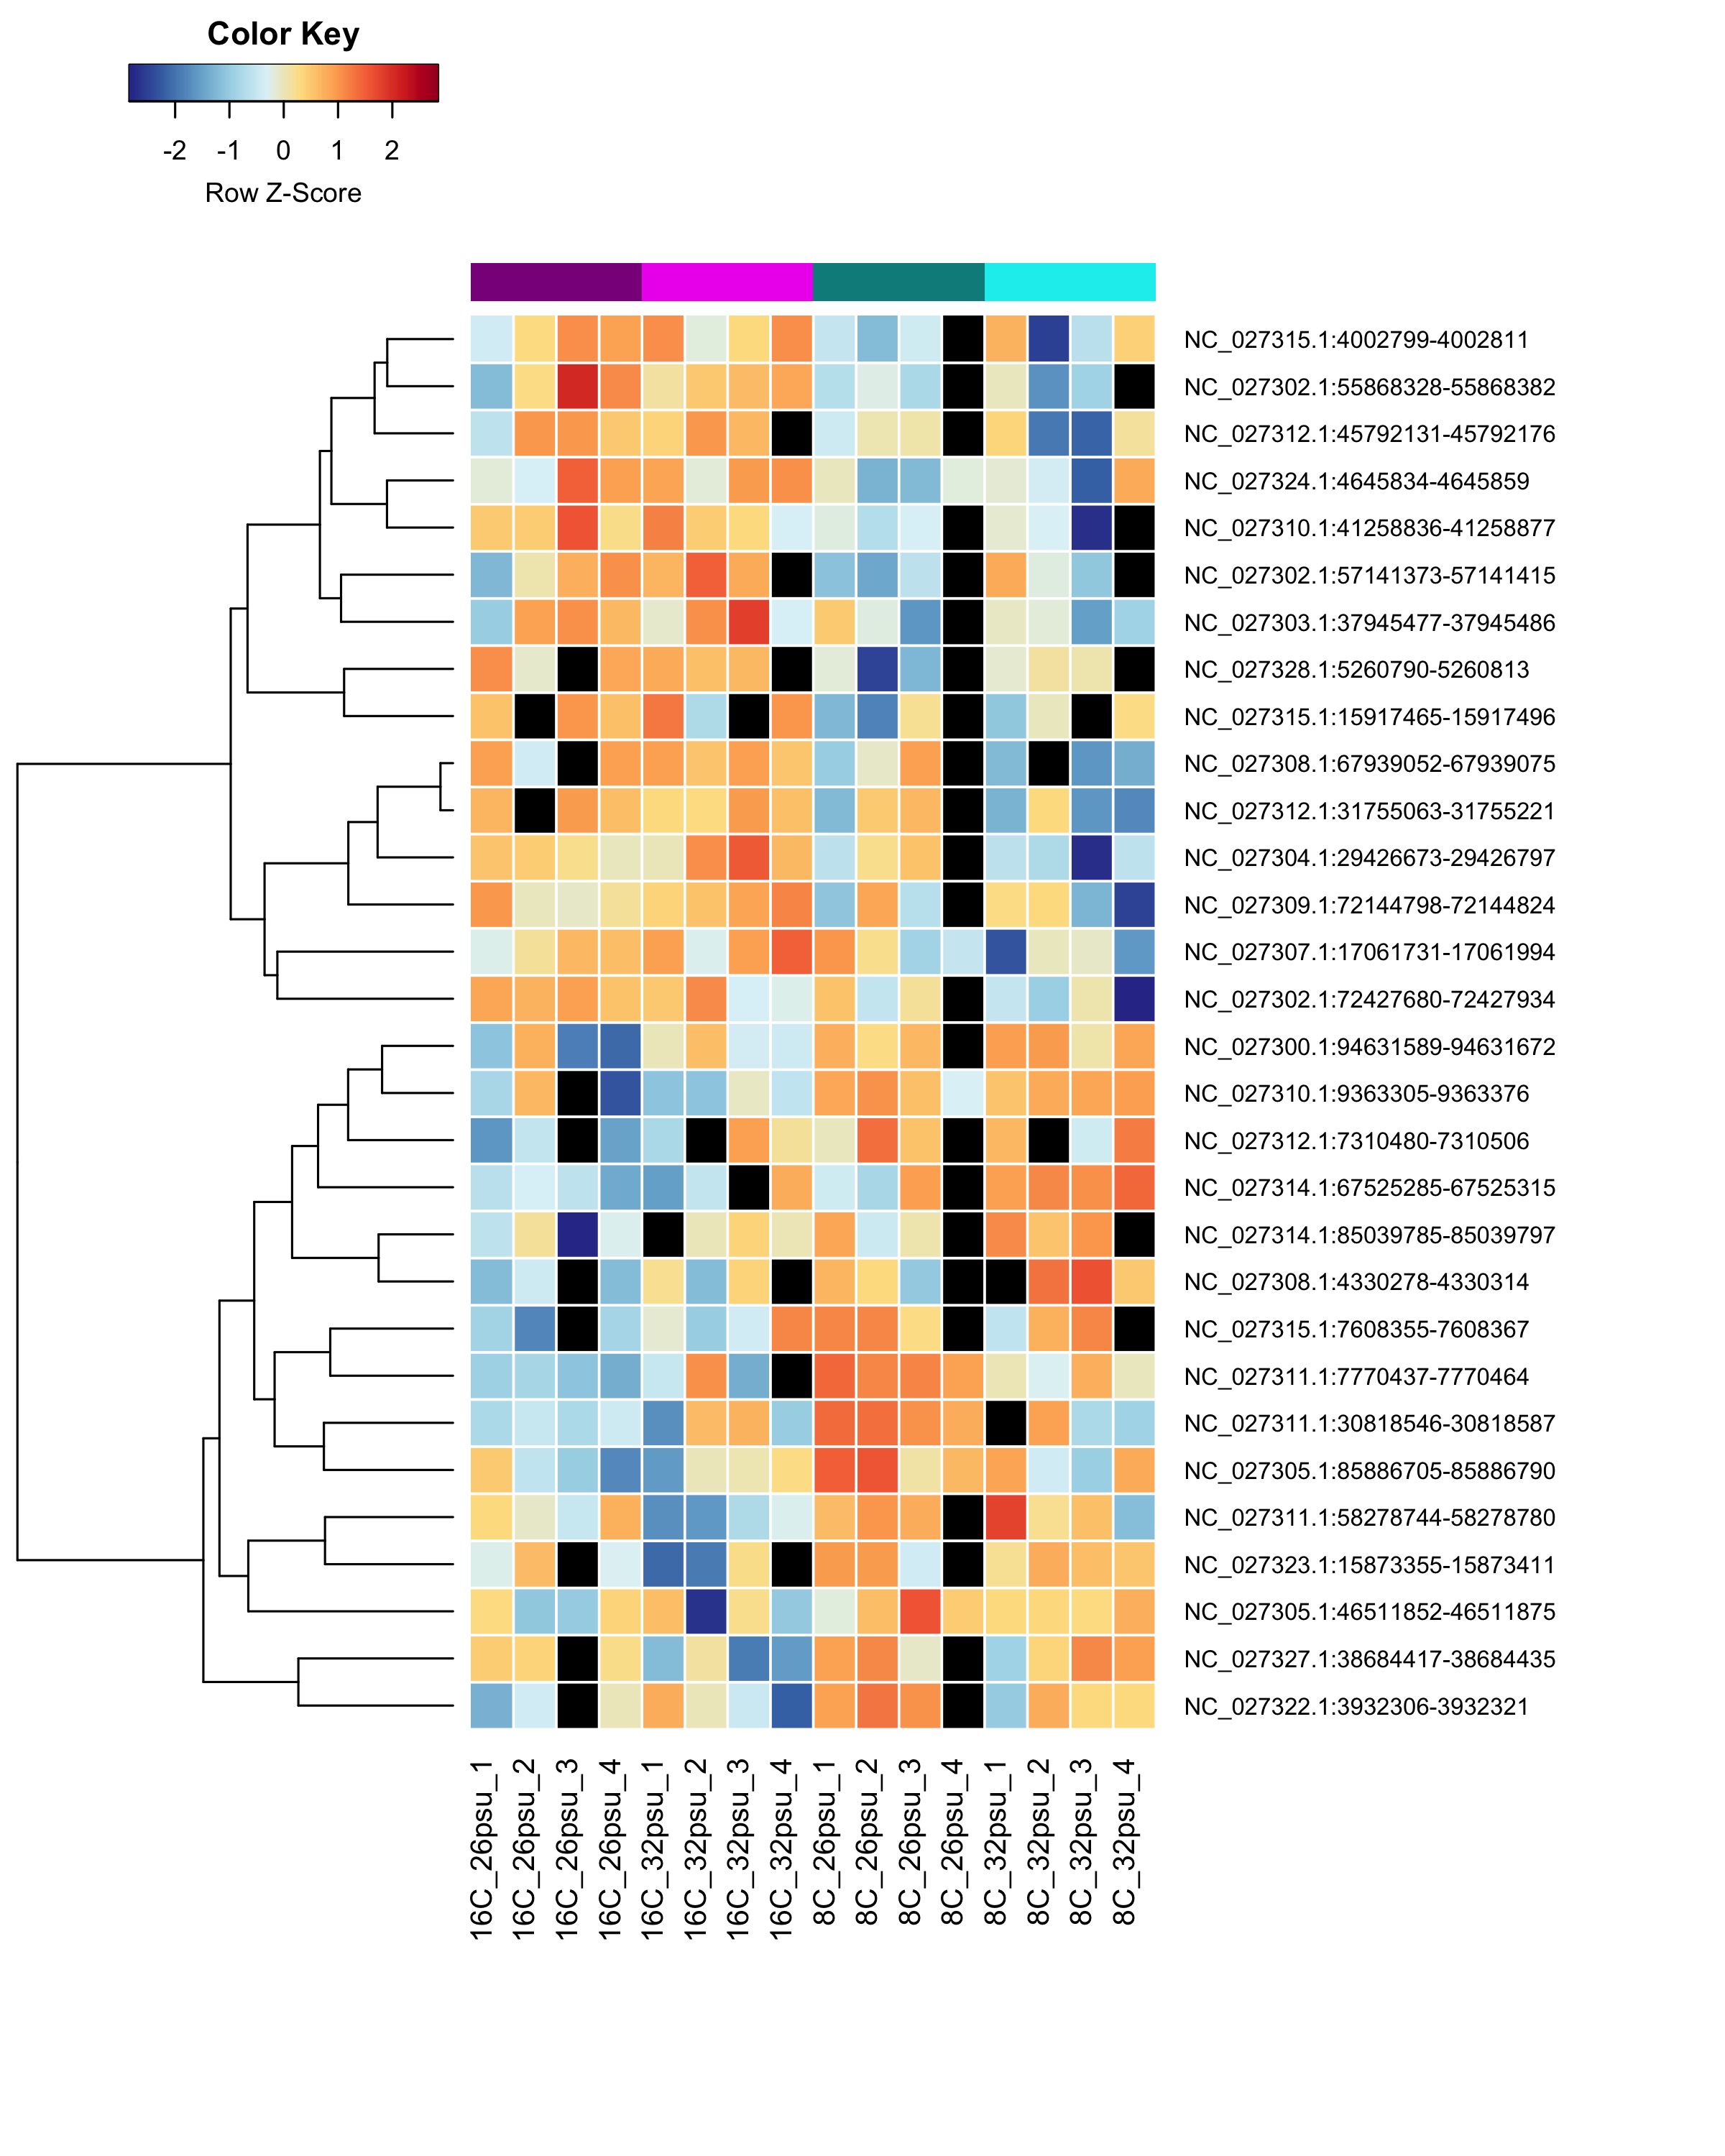 Color Key
-2 -1 0 1 2
Row Z-Score
NC_027315.1:4002799-4002811
NC_027302.1:55868328-55868382
NC_027312.1:45792131-45792176
NC_027324.1:4645834-4645859
NC_027310.1:41258836-41258877
NC_027302.1:57141373-57141415
NC_027303.1:37945477-37945486
NC_027328.1:5260790-5260813
NC_027315.1:15917465-15917496
NC_027308.1:67939052-67939075
NC_027312.1:31755063-31755221
NC_027304.1:29426673-29426797
NC_027309.1:72144798-72144824
NC_027307.1:17061731-17061994
NC_027302.1:72427680-72427934
NC_027300.1:94631589-94631672
NC_027310.1:9363305-9363376
NC_027312.1:7310480-7310506
NC_027314.1:67525285-67525315
NC_027314.1:85039785-85039797
NC_027308.1:4330278-4330314
NC_027315.1:7608355-7608367
NC_027311.1:7770437-7770464
NC_027311.1:30818546-30818587
NC_027305.1:85886705-85886790
NC_027311.1:58278744-58278780
NC_027323.1:15873355-15873411
NC_027305.1:46511852-46511875
NC_027327.1:38684417-38684435
NC_027322.1:3932306-3932321
16C_26psu_1
16C_26psu_2
16C_26psu_3
16C_26psu_4
16C_32psu_1
16C_32psu_2
16C_32psu_3
16C_32psu_4
8C_26psu_1
8C_26psu_2
8C_26psu_3
8C_26psu_4
8C_32psu_1
8C_32psu_2
8C_32psu_3
8C_32psu_4